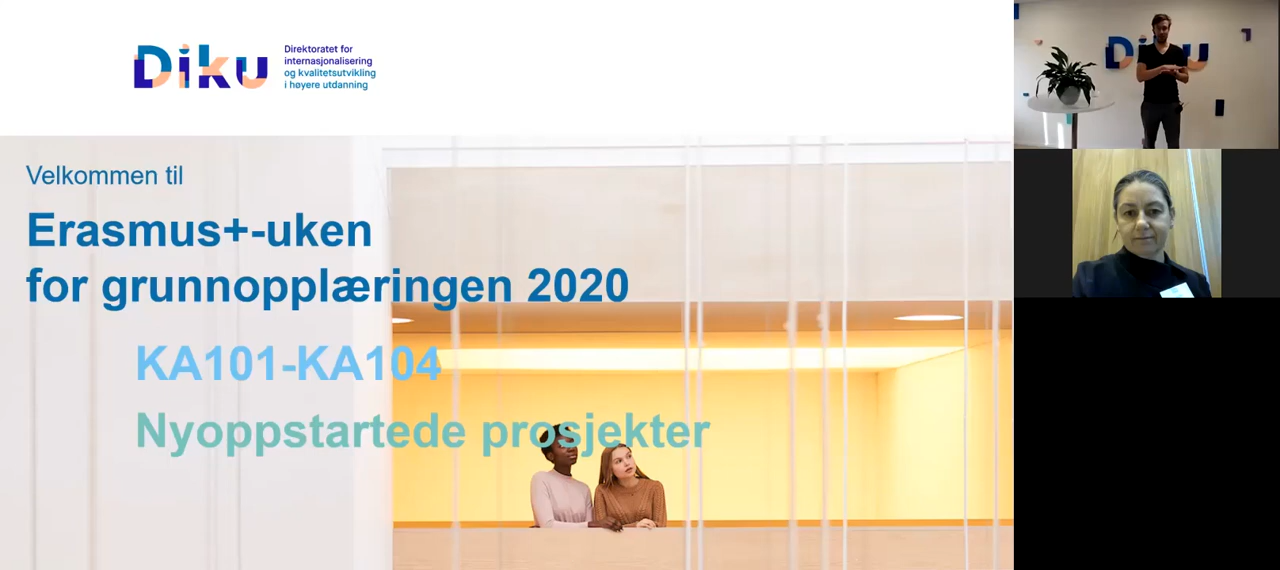 Diku
Direktoratet for
internasjonalisering
og kvalitetsutvikling
i høyere utdanning
Velkommen til
Erasmus+-uken
for grunnopplæringen 2020
KA101-KA104
Nyoppstartede prosjekter
Diku